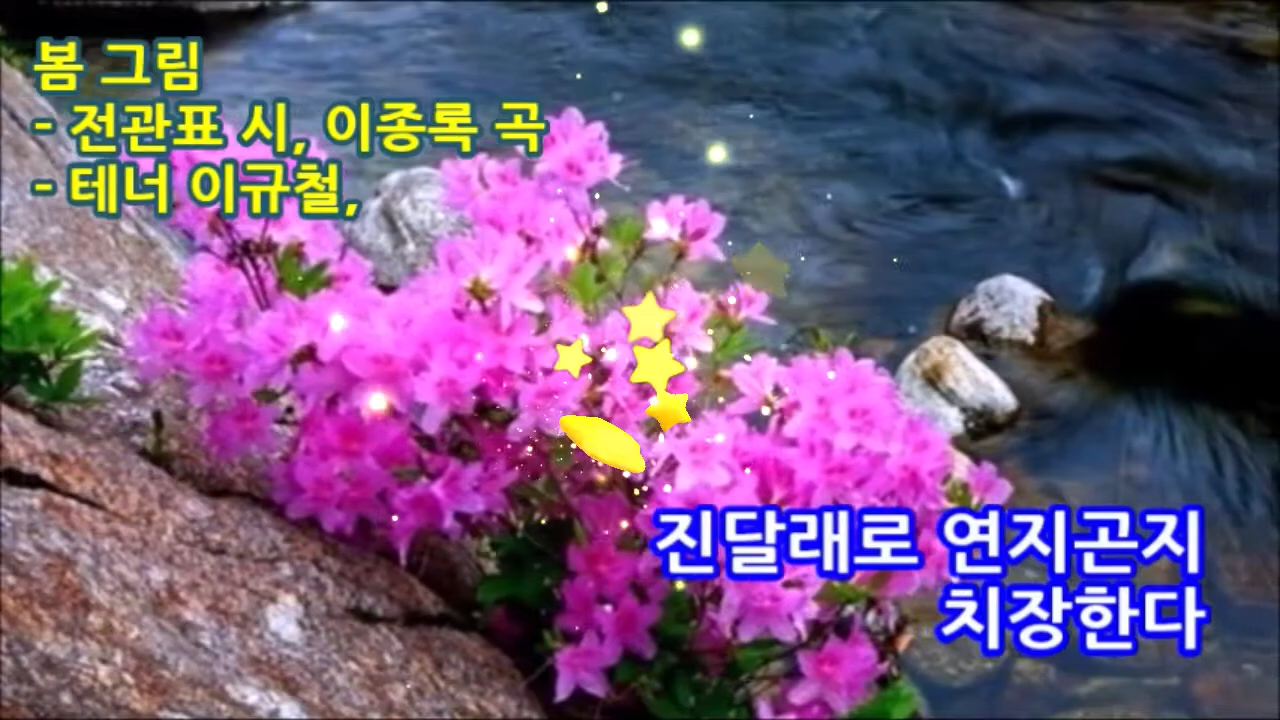 봄 그림
- 전관표 시, 이종록 곡
- 테너 이규철,
진달래로 연지곤지
치장한다